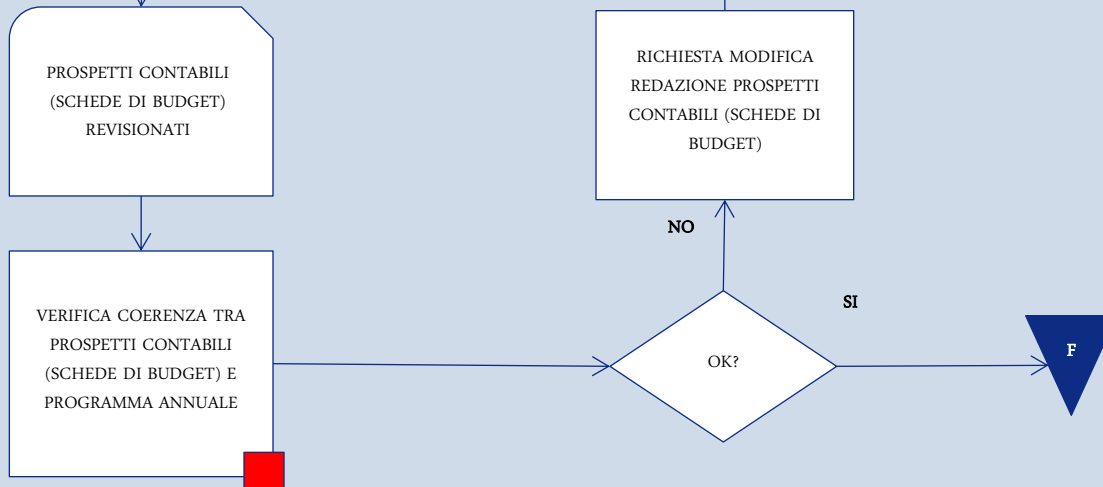 PROSPETTI CONTABILI
(SCHEDE DI BUDGET)
REVISIONATI
RICHIESTA MODIFICA
REDAZIONE PROSPETTI
CONTABILI (SCHEDE DI
BUDGET)
NO
SI
VERIFICA COERENZA TRA
PROSPETTI CONTABILI
(SCHEDE DI BUDGET) E
PROGRAMMA ANNUALE
OK?
F